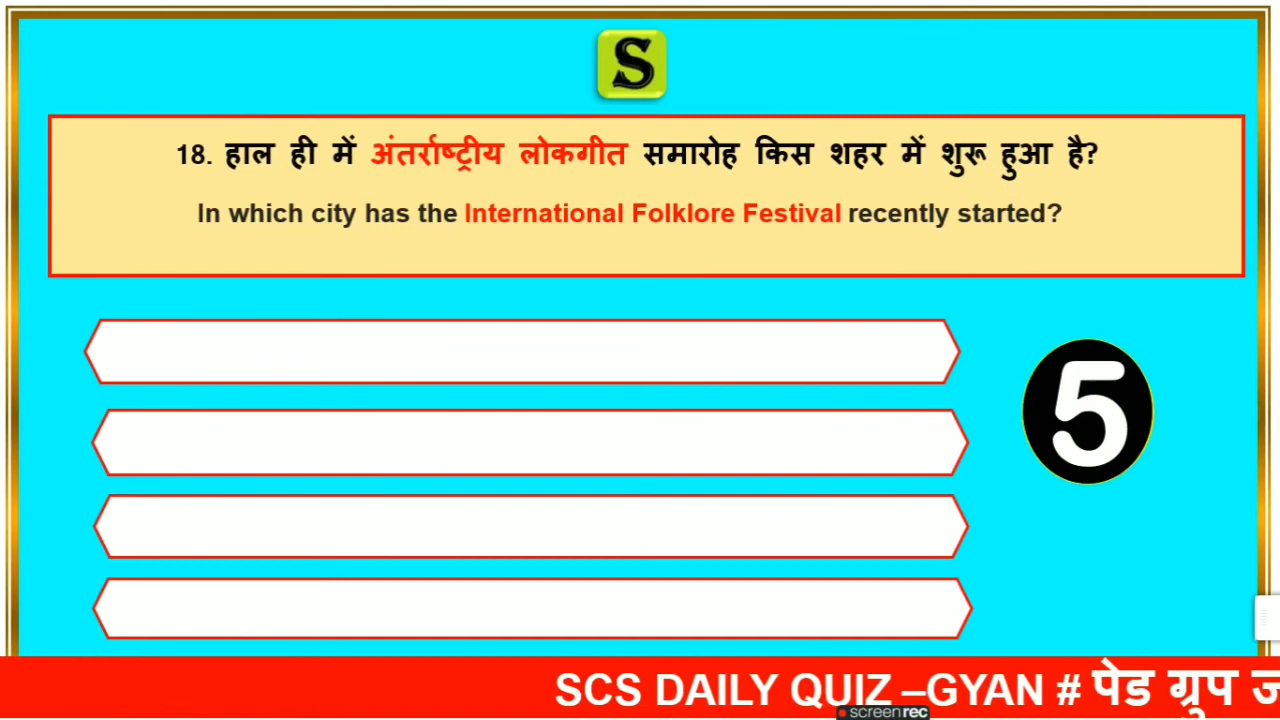 S
18. हाल ही में अंतर्राष्ट्रीय लोकगीत समारोह किस शहर में शुरू हुआ है?
In which city has the International Folklore Festival recently started?
5
SCS DAILY QUIZ –GYAN # पेड ग्रुप ज
screenrec